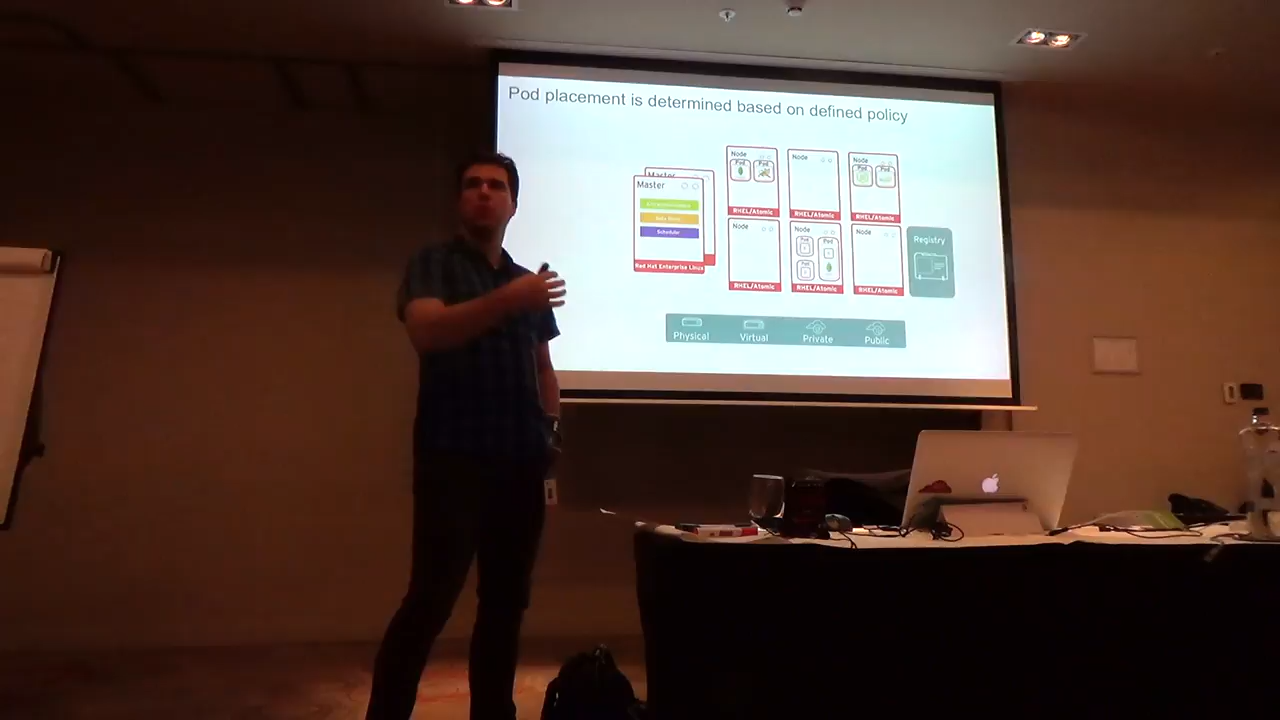 Pod placement is determined based on defined policy
Master
Master
Scheduler
Red Hat Enterprise Linux
Node
Pod
Pod
RHEL/Atomic
Node
RHEL/Atomic
Node
Pod
Pod
RHEL/Atomic
Node
RHEL/Atomic
Node
Pod
Pod
Pod
RHEL/Atomic
Node
RHEL/Atomic
Registry
Physical
Virtual
Private
Public